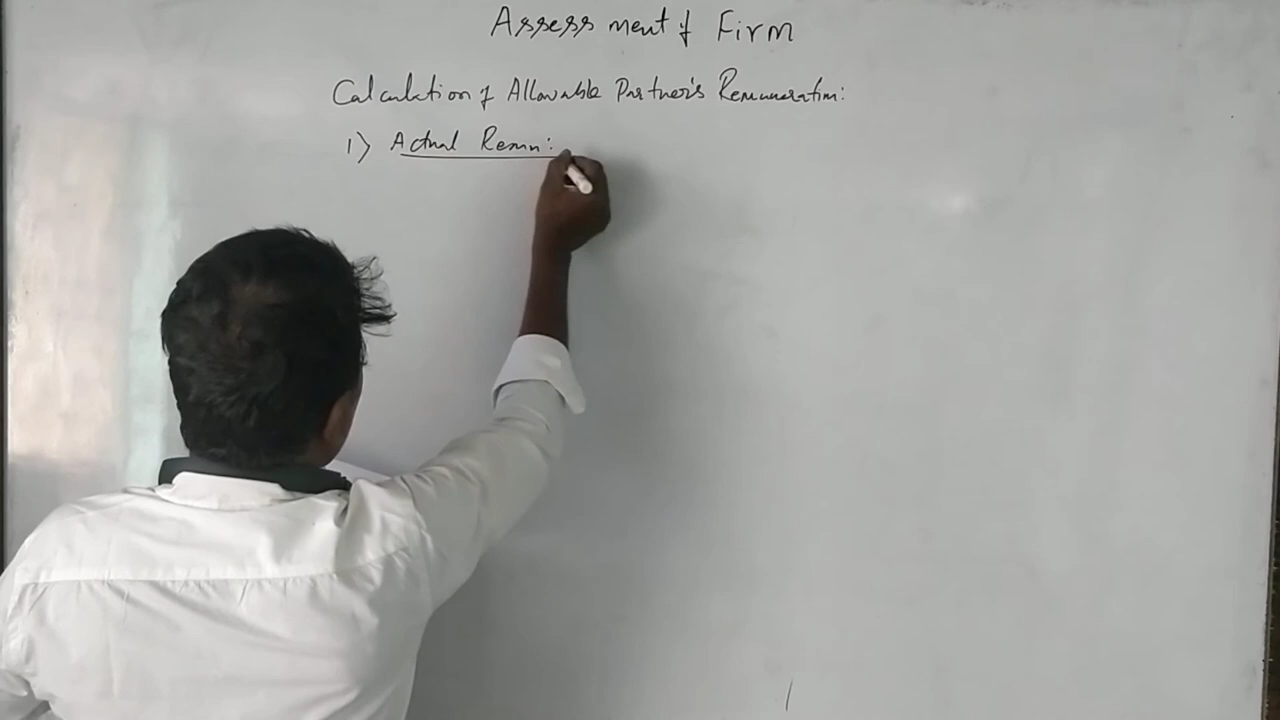 Assessment of Firm
Calculation of Allowable Partner's Remuneration:
1) Actual Remn: